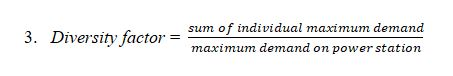 3. Diversity factor = sum of individual maximum demand
maximum demand on power station